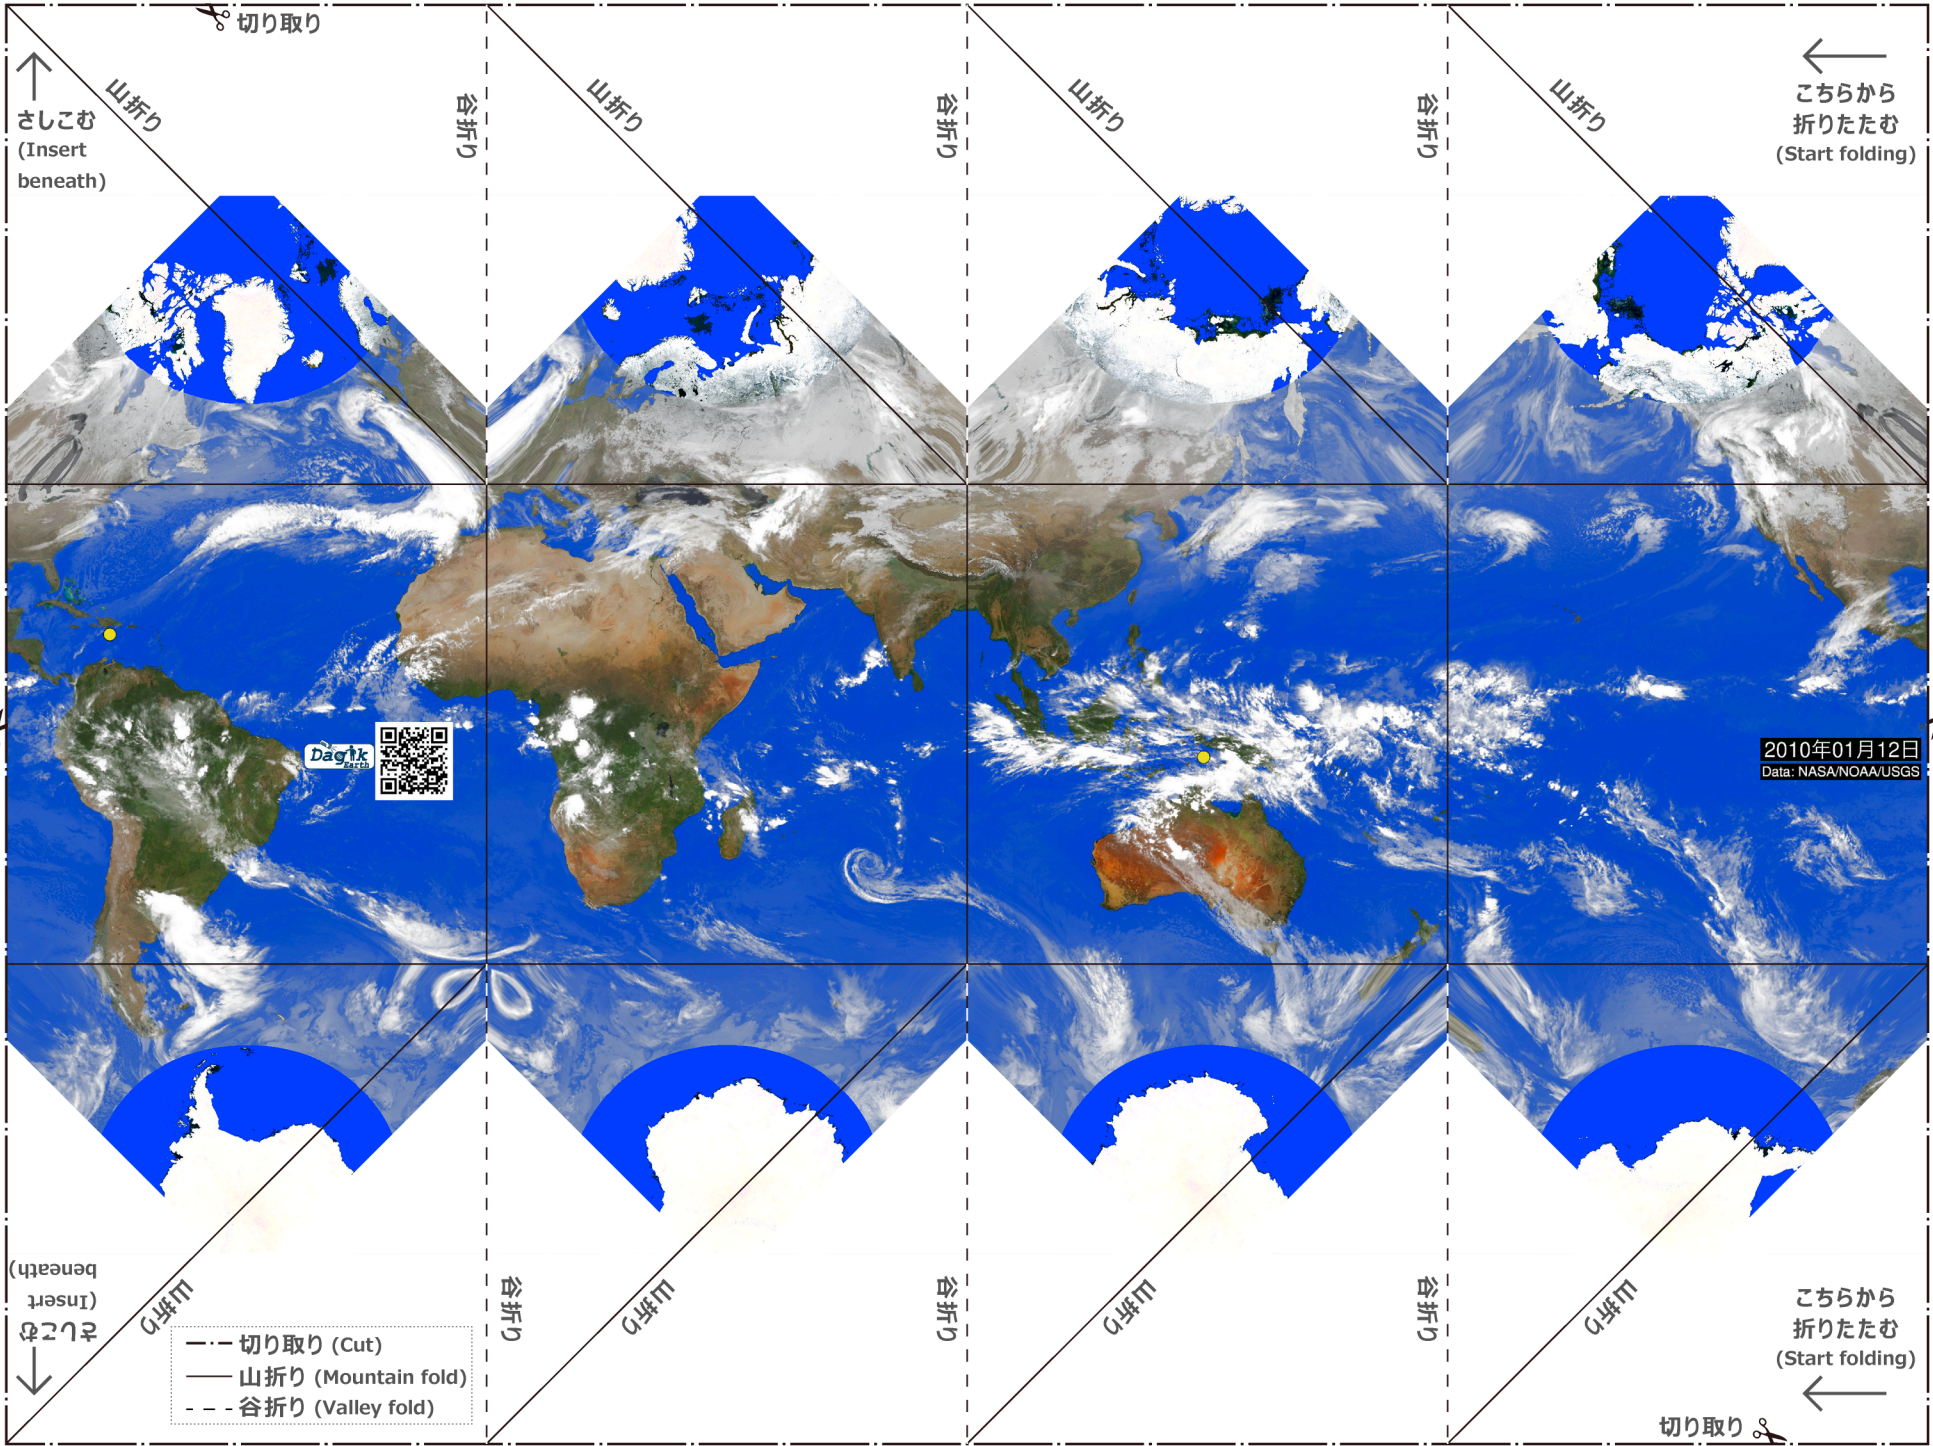 切り取り
山折り
谷折り
山折り
谷折り
山折り
谷折り
山折り
さしこむ
(Insert
beneath)
こちらから
折りたたむ
(Start folding)
Dagik
Earth
2010年01月12日
Data: NASA/NOAA/USGS
さしこむ
(Insert
beneath)
山折り
谷折り
山折り
谷折り
山折り
谷折り
山折り
切り取り (Cut)
山折り (Mountain fold)
谷折り (Valley fold)
こちらから
折りたたむ
(Start folding)
切り取り